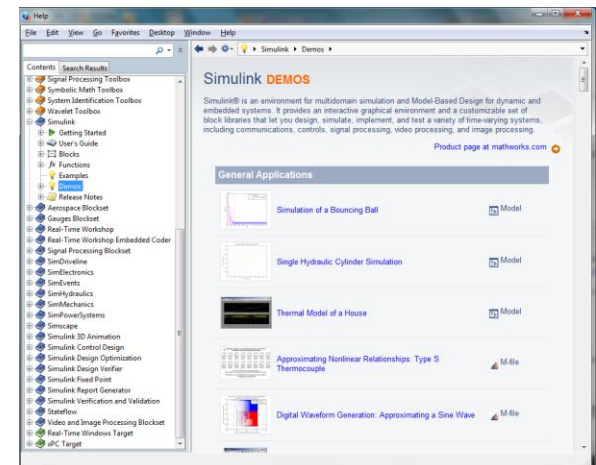 Help
File Edit View Go Favorites Desktop Window Help
Simulink ▸ Demos ▸
Contents Search Results
Signal Processing Toolbox
Symbolic Math Toolbox
System Identification Toolbox
Wavelet Toolbox
Simulink
Getting Started
User's Guide
Blocks
fx Functions
Examples
Demos
Release Notes
Aerospace Blockset
Gauges Blockset
Real-Time Workshop
Real-Time Workshop Embedded Coder
Signal Processing Blockset
SimDriveline
SimElectronics
SimEvents
SimHydraulics
SimMechanics
SimPowerSystems
Simscape
Simulink 3D Animation
Simulink Control Design
Simulink Design Optimization
Simulink Design Verifier
Simulink Fixed Point
Simulink Report Generator
Simulink Verification and Validation
Stateflow
Video and Image Processing Blockset
Real-Time Windows Target
xPC Target
Simulink DEMOS
Simulink® is an environment for multidomain simulation and Model-Based Design for dynamic and
embedded systems. It provides an interactive graphical environment and a customizable set of
block libraries that let you design, simulate, implement, and test a variety of time-varying systems,
including communications, controls, signal processing, video processing, and image processing.
Product page at mathworks.com
General Applications
Simulation of a Bouncing Ball Model
Single Hydraulic Cylinder Simulation Model
Thermal Model of a House Model
Approximating Nonlinear Relationships: Type S
Thermocouple M-file
Digital Waveform Generation: Approximating a Sine Wave M-file